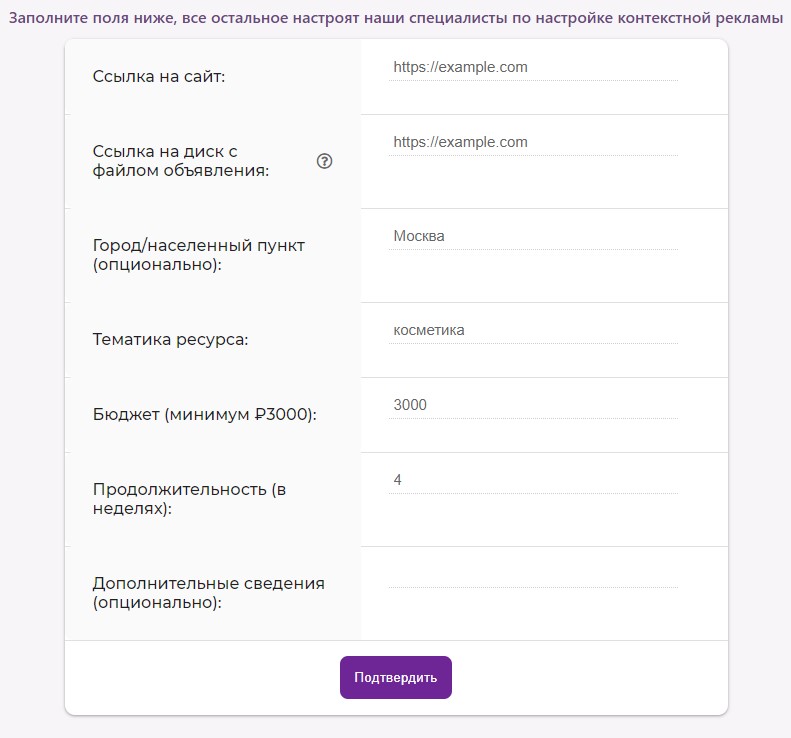 Заполните поля ниже, все остальное настроят наши специалисты по настройке контекстной рекламы
Ссылка на сайт:
https://example.com
Ссылка на диск с
файлом объявления:
?
https://example.com
Город/населенный пункт
(опционально):
Москва
Тематика ресурса:
косметика
Бюджет (минимум ₽3000):
3000
Продолжительность (в
неделях):
4
Дополнительные сведения
(опционально):
Подтвердить